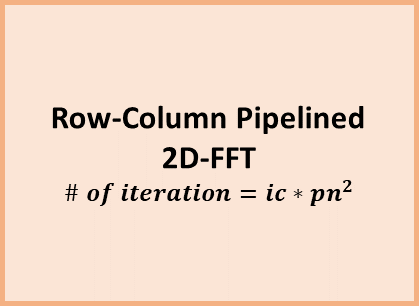 Row-Column Pipelined
2D-FFT
# of iteration = ic * pn²